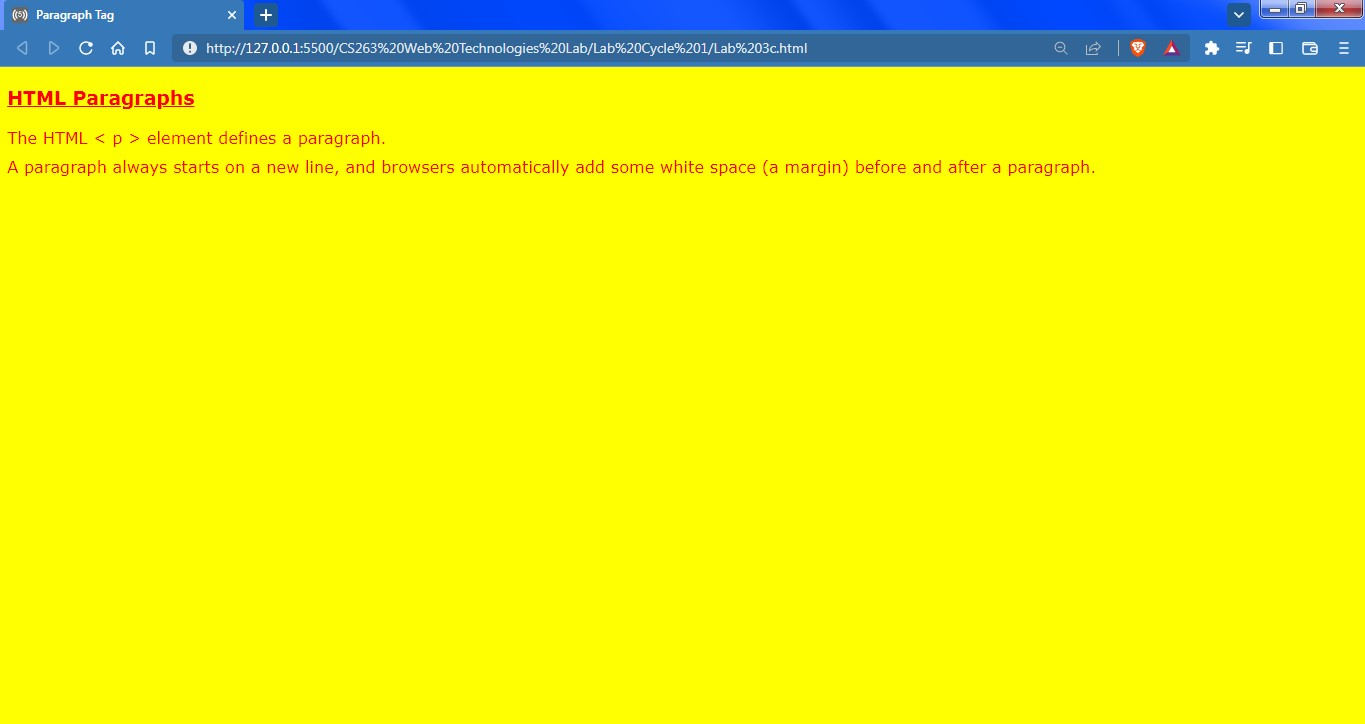 Paragraph Tag
http://127.0.0.1:5500/CS263%20Web%20Technologies%20Lab/Lab%20Cycle%201/Lab%203c.html
HTML Paragraphs
The HTML < p > element defines a paragraph.
A paragraph always starts on a new line, and browsers automatically add some white space (a margin) before and after a paragraph.